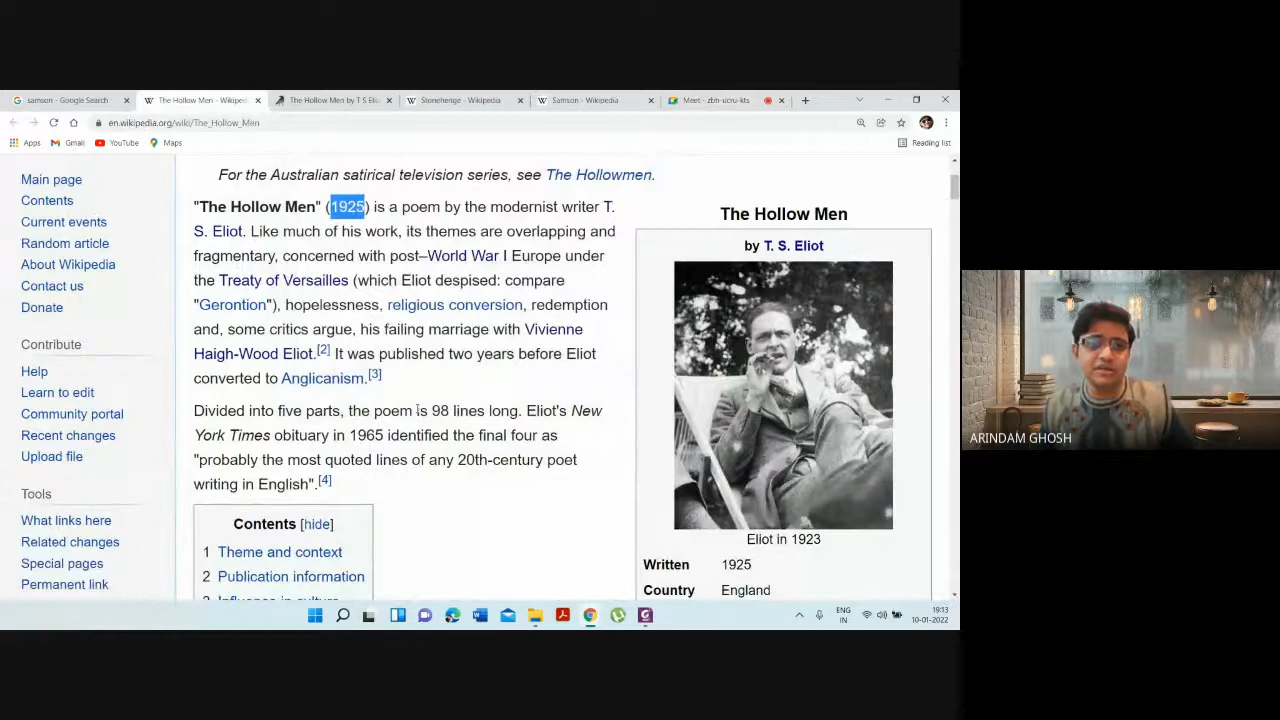 samson - Google Search
The Hollow Men - Wikipedi
The Hollow Men by T S Elio
Stonehenge - Wikipedia
Samson - Wikipedia
Meet - zbh-ucru-kts
en.wikipedia.org/wiki/The_Hollow_Men
Apps
Gmail
YouTube
Maps
Reading list
Main page
Contents
Current events
Random article
About Wikipedia
Contact us
Donate
Contribute
Help
Learn to edit
Community portal
Recent changes
Upload file
Tools
What links here
Related changes
Special pages
Permanent link
For the Australian satirical television series, see The Hollowmen.
"The Hollow Men" (1925) is a poem by the modernist writer T.
S. Eliot. Like much of his work, its themes are overlapping and
fragmentary, concerned with post–World War I Europe under
the Treaty of Versailles (which Eliot despised: compare
"Gerontion"), hopelessness, religious conversion, redemption
and, some critics argue, his failing marriage with Vivienne
Haigh-Wood Eliot.[2] It was published two years before Eliot
converted to Anglicanism.[3]
Divided into five parts, the poem is 98 lines long. Eliot's New
York Times obituary in 1965 identified the final four as
"probably the most quoted lines of any 20th-century poet
writing in English".[4]
Contents [hide]
1 Theme and context
2 Publication information
3 Influence in culture
The Hollow Men
by T. S. Eliot
Eliot in 1923
Written 1925
Country England
ARINDAM GHOSH
ENG
IN
19:13
10-01-2022